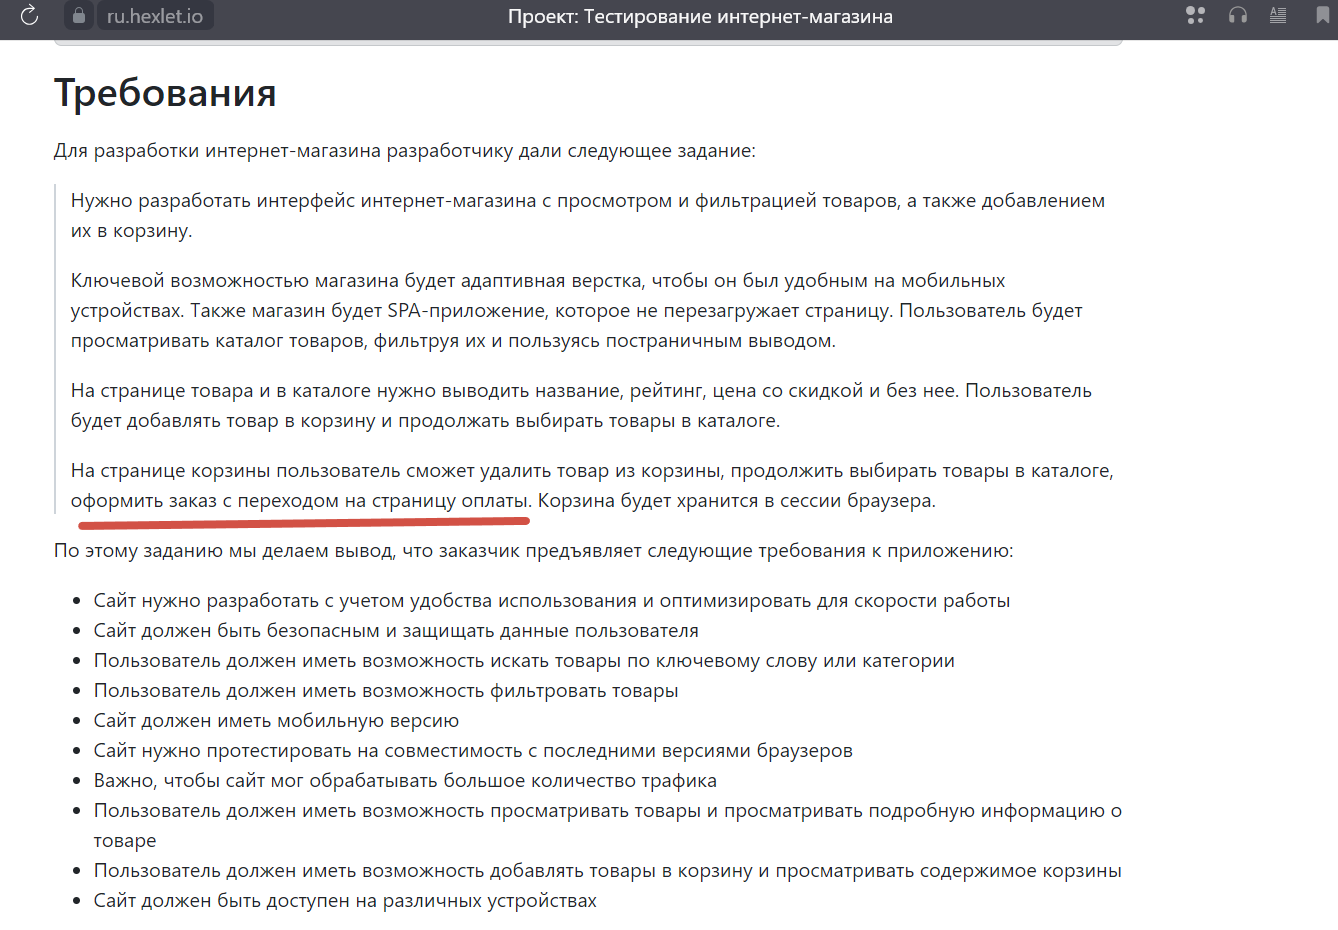 ru.hexlet.io
Проект: Тестирование интернет-магазина
Требования
Для разработки интернет-магазина разработчику дали следующее задание:
Нужно разработать интерфейс интернет-магазина с просмотром и фильтрацией товаров, а также добавлением
их в корзину.
Ключевой возможностью магазина будет адаптивная верстка, чтобы он был удобным на мобильных
устройствах. Также магазин будет SPA-приложение, которое не перезагружает страницу. Пользователь будет
просматривать каталог товаров, фильтруя их и пользуясь постраничным выводом.
На странице товара и в каталоге нужно выводить название, рейтинг, цена со скидкой и без нее. Пользователь
будет добавлять товар в корзину и продолжать выбирать товары в каталоге.
На странице корзины пользователь сможет удалить товар из корзины, продолжить выбирать товары в каталоге,
оформить заказ с переходом на страницу оплаты. Корзина будет хранится в сессии браузера.
По этому заданию мы делаем вывод, что заказчик предъявляет следующие требования к приложению:
• Сайт нужно разработать с учетом удобства использования и оптимизировать для скорости работы
• Сайт должен быть безопасным и защищать данные пользователя
• Пользователь должен иметь возможность искать товары по ключевому слову или категории
• Пользователь должен иметь возможность фильтровать товары
• Сайт должен иметь мобильную версию
• Сайт нужно протестировать на совместимость с последними версиями браузеров
• Важно, чтобы сайт мог обрабатывать большое количество трафика
• Пользователь должен иметь возможность просматривать товары и просматривать подробную информацию о
товаре
• Пользователь должен иметь возможность добавлять товары в корзину и просматривать содержимое корзины
• Сайт должен быть доступен на различных устройствах